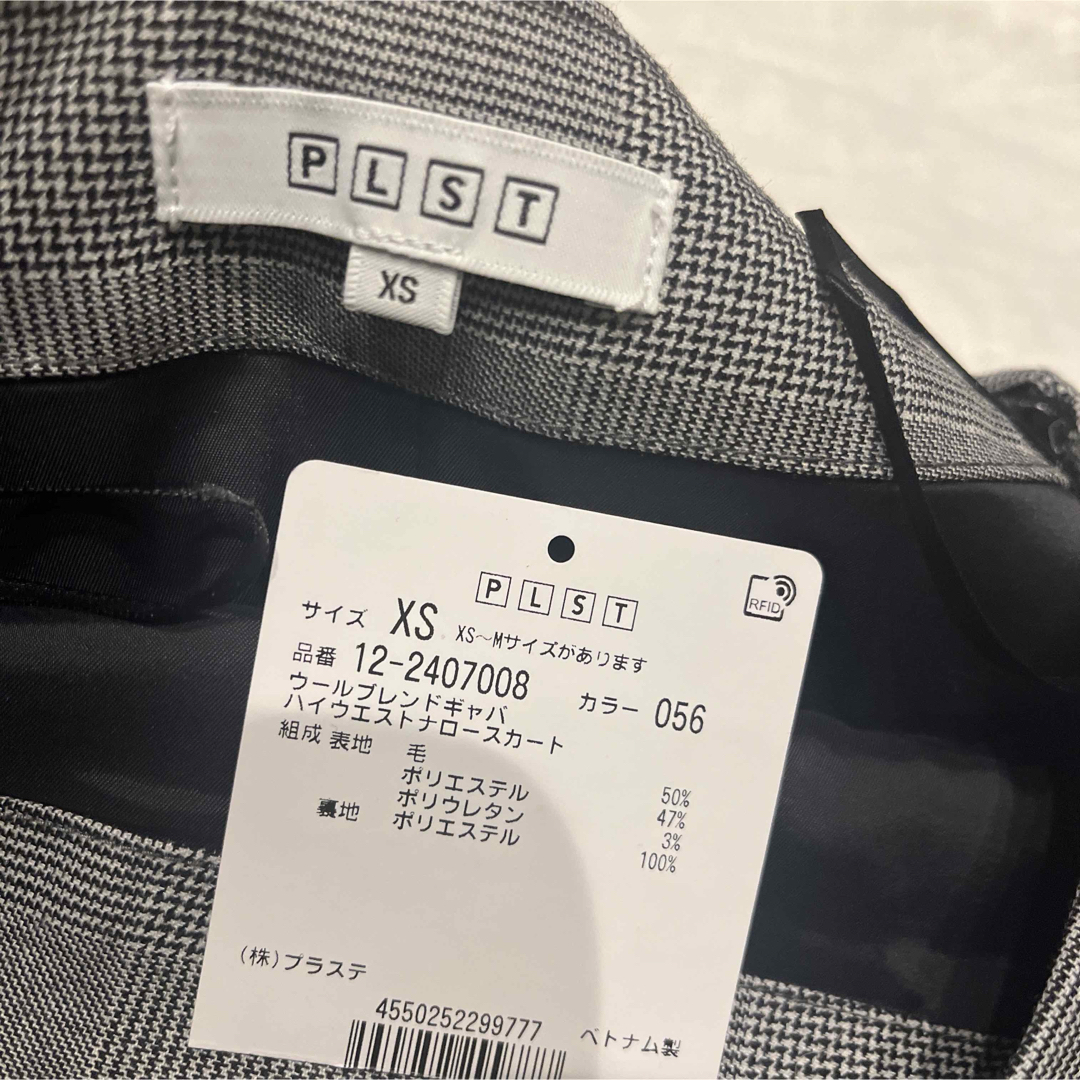 PLST
XS
PLST
RFID
サイズ XS XS～Mサイズがあります
品番 12-2407008 カラー 056
ウールブレンドギャバ
ハイウエストナロースカート
組成 表地 毛 50%
ポリエステル 47%
ポリウレタン 3%
裏地 ポリエステル 100%
(株)プラステ
4550252299777 ベトナム製